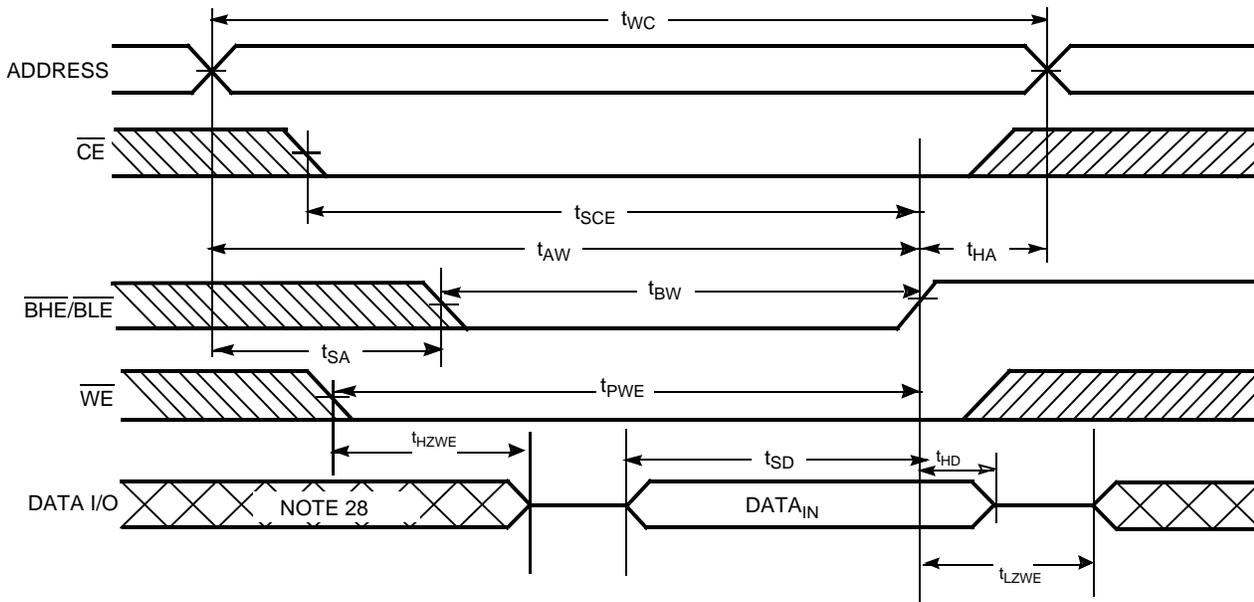 tWC
ADDRESS
CE
tSCE
tAW
tHA
BHE/BLE
tBW
tSA
WE
tPWE
tHZWE
tSD
tHD
DATA I/O
NOTE 28
DATAIN
tLZWE